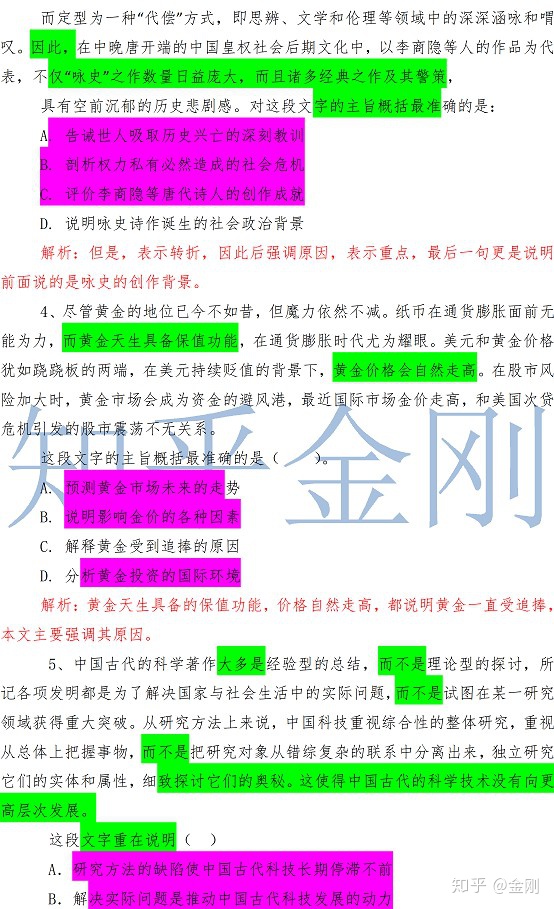 而定型为一种“代偿”方式，即思辨、文学和伦理等领域中的深深涵咏和喟
叹。因此，在中晚唐开端的中国皇权社会后期文化中，以李商隐等人的作品为代
表，不仅“咏史”之作数量日益庞大，而且诸多经典之作及其警策，
具有空前沉郁的历史悲剧感。对这段文字的主旨概括最准确的是：
A. 告诫世人吸取历史兴亡的深刻教训
B. 剖析权力私有必然造成的社会危机
C. 评价李商隐等唐代诗人的创作成就
D. 说明咏史诗作诞生的社会政治背景
解析：但是，表示转折，因此后强调原因，表示重点，最后一句更是说明
前面说的是咏史的创作背景。
4、尽管黄金的地位已今不如昔，但魔力依然不减。纸币在通货膨胀面前无
能为力，而黄金天生具备保值功能，在通货膨胀时代尤为耀眼。美元和黄金价格
犹如跷跷板的两端，在美元持续贬值的背景下，黄金价格会自然走高。在股市风
险加大时，黄金市场会成为资金的避风港，最近国际市场金价走高，和美国次贷
危机引发的股市震荡不无关系。
这段文字的主旨概括最准确的是（ ）。
A. 预测黄金市场未来的走势
B. 说明影响金价的各种因素
C. 解释黄金受到追捧的原因
D. 分析黄金投资的国际环境
解析：黄金天生具备的保值功能，价格自然走高，都说明黄金一直受追捧，
本文主要强调其原因。
5、中国古代的科学著作大多是经验型的总结，而不是理论型的探讨，所
记各项发明都是为了解决国家与社会生活中的实际问题，而不是试图在某一研究
领域获得重大突破。从研究方法上来说，中国科技重视综合性的整体研究，重视
从总体上把握事物，而不是把研究对象从错综复杂的联系中分离出来，独立研究
它们的实体和属性，细致探讨它们的奥秘。这使得中国古代的科学技术没有向更
高层次发展。
这段文字重在说明（ ）
A. 研究方法的缺陷使中国古代科技长期停滞不前
B. 解决实际问题是推动中国古代科技发展的动力
知乎金刚
知乎 @金刚